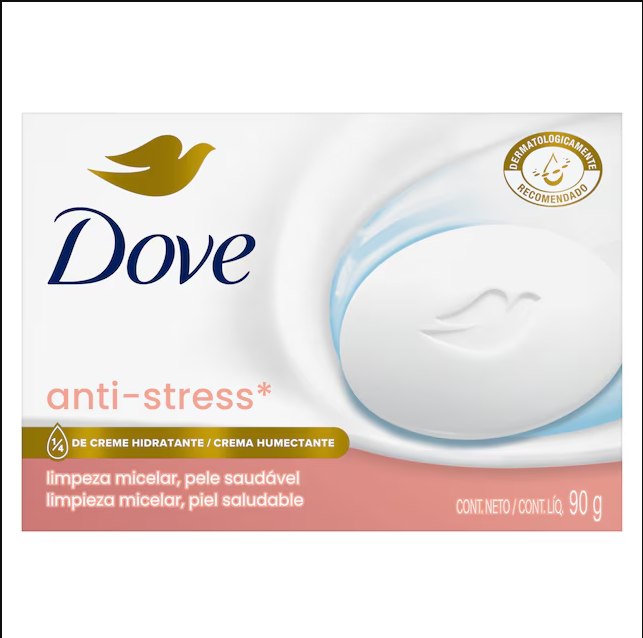 DERMATOLOGICAMENTE
RECOMENDADO
Dove
anti-stress*
1/4 DE CREME HIDRATANTE / CREMA HUMECTANTE
limpeza micelar, pele saudável
limpieza micelar, piel saludable
CONT. NETO / CONT. LÍQ. 90 g